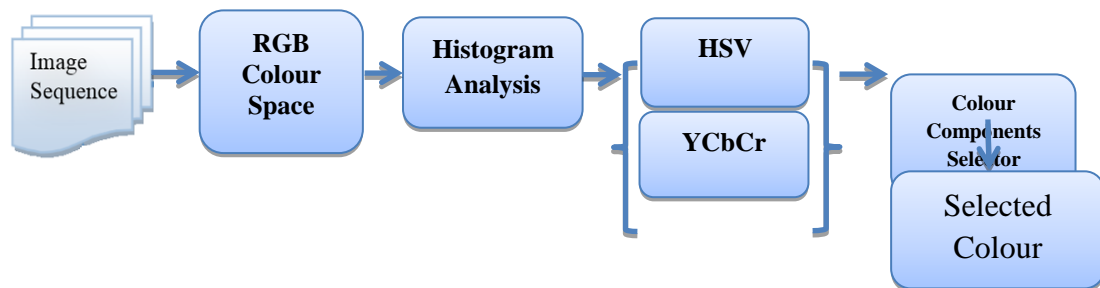 Image
Sequence
RGB
Colour
Space
Histogram
Analysis
HSV
YCbCr
Colour
Components
Selector
Selected
Colour